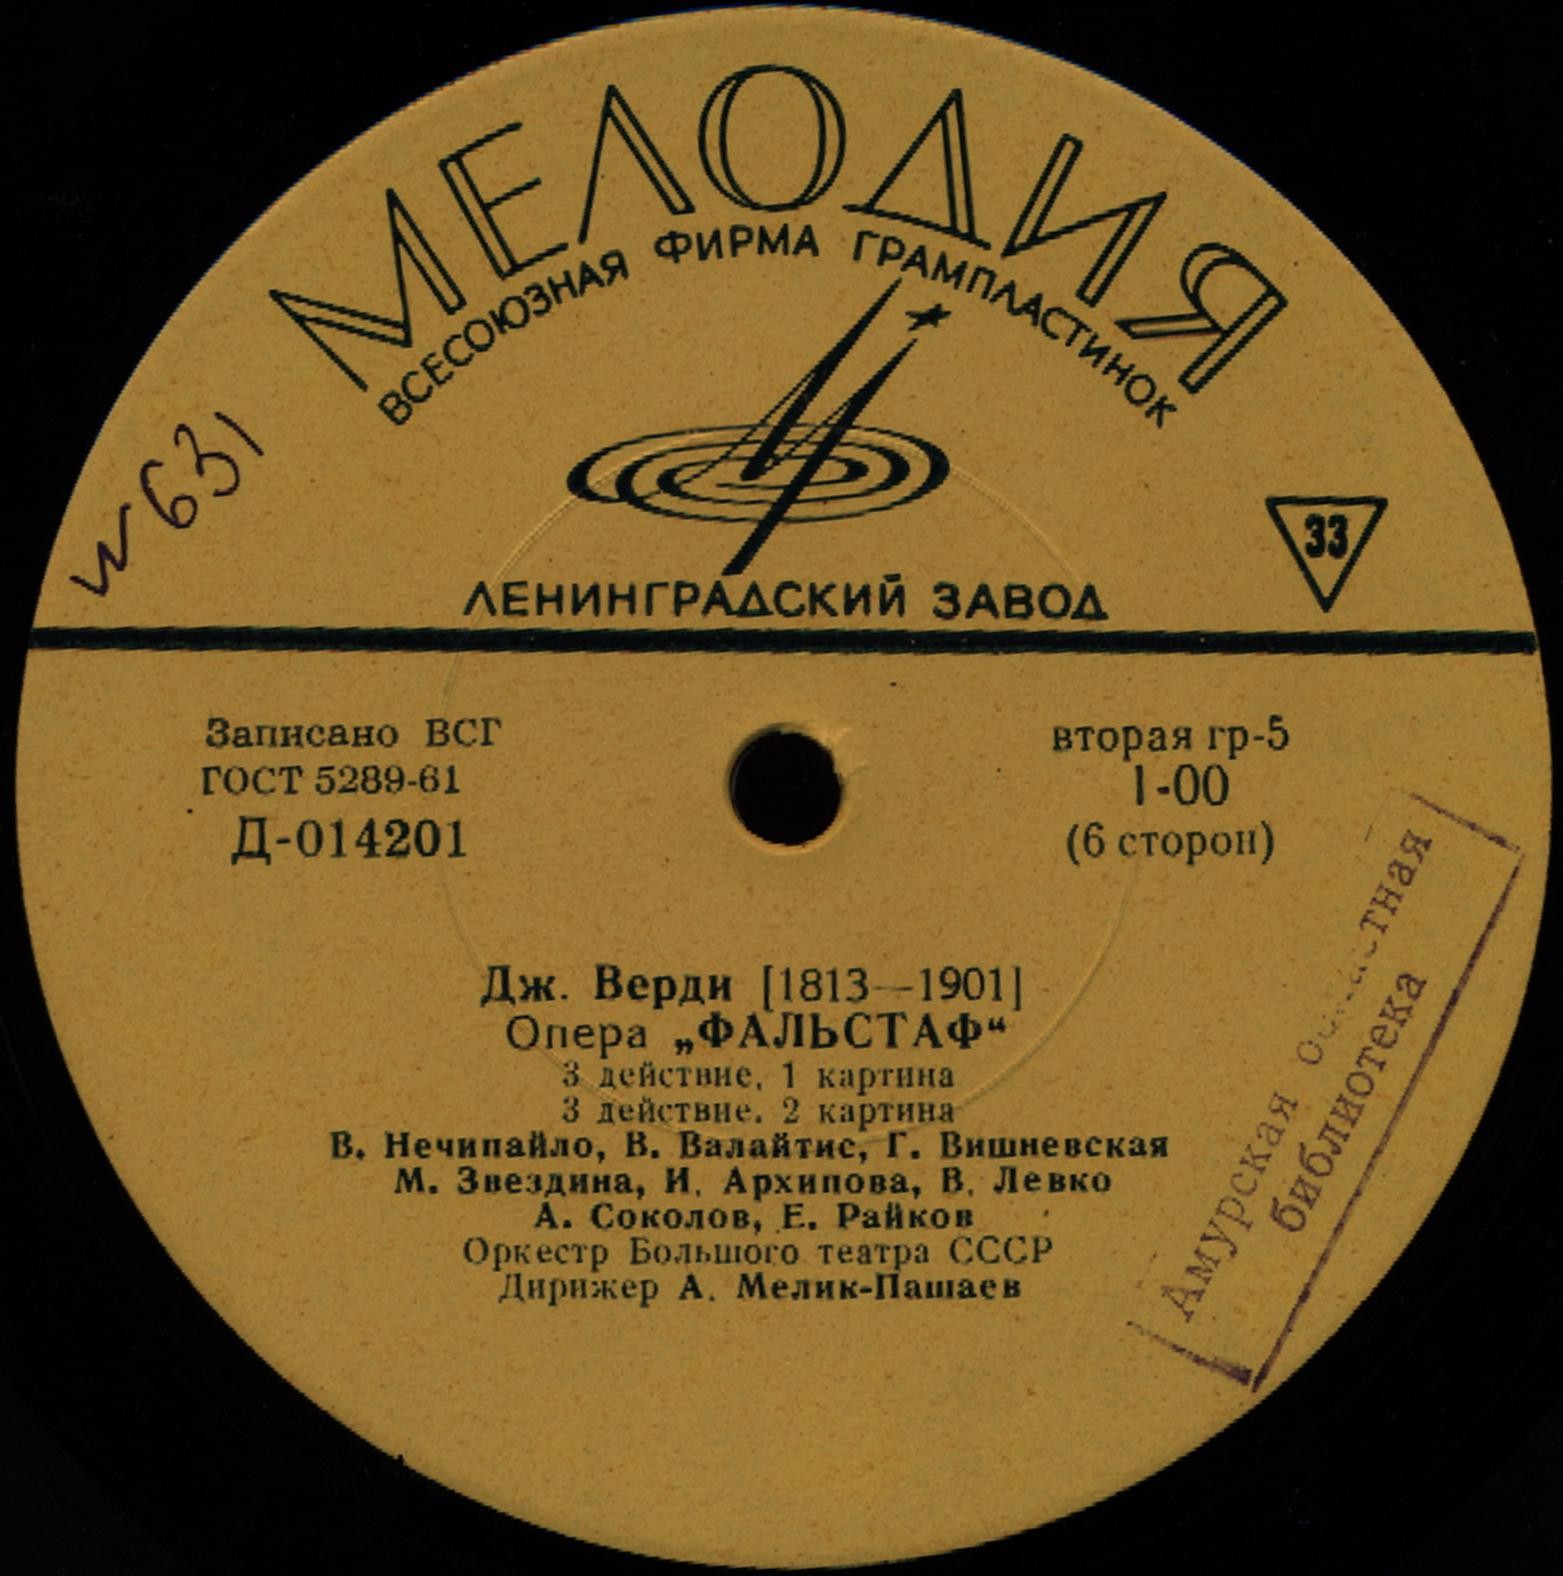 МЕЛОДИЯ
ВСЕСОЮЗНАЯ ФИРМА ГРАМПЛАСТИНОК
N 631
33
ЛЕНИНГРАДСКИЙ ЗАВОД
Записано ВСГ
ГОСТ 5289-61
Д-014201
вторая гр-5
1-00
(6 сторон)
Дж. Верди [1813—1901]
Опера „ФАЛЬСТАФ“
3 действие, 1 картина
3 действие. 2 картина
В. Нечипайло, В. Валайтис, Г. Вишневская
М. Звездина, И. Архипова, В. Левко
А. Соколов, Е. Райков
Оркестр Большого театра СССР
Дирижер А. Мелик-Пашаев
Амурская областная
библиотека